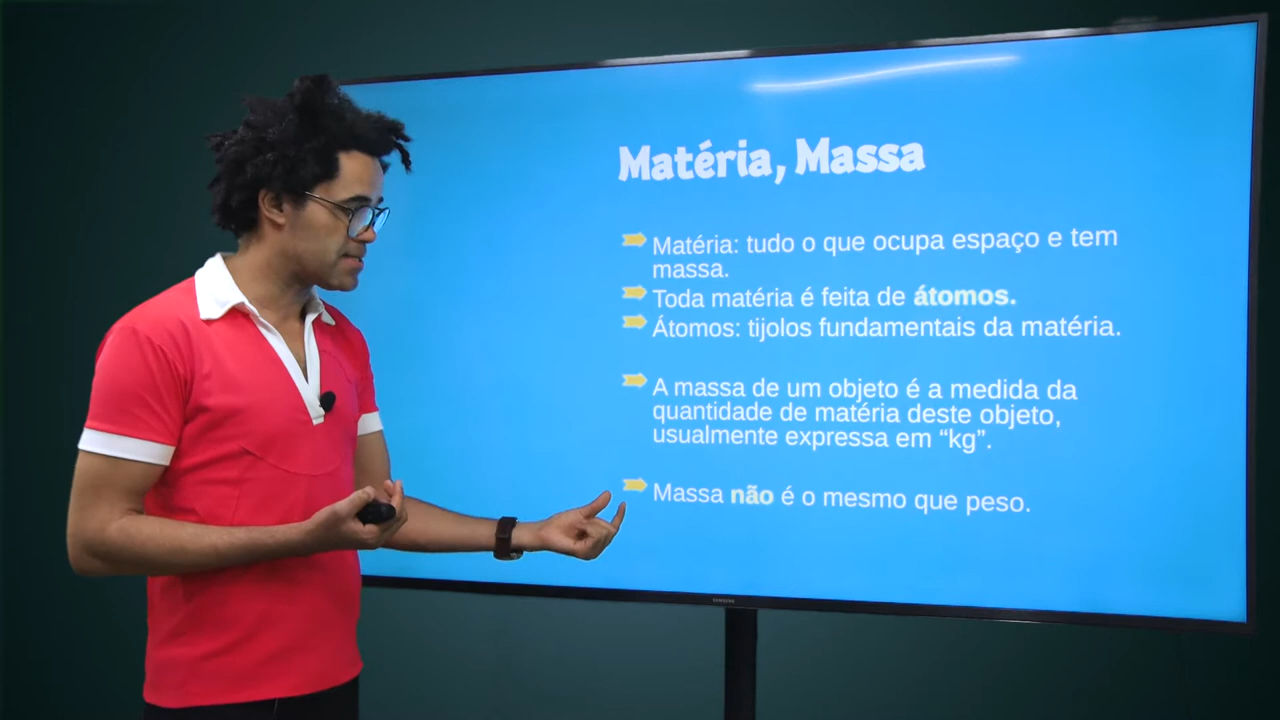 Matéria, Massa
Matéria: tudo o que ocupa espaço e tem
massa.
Toda matéria é feita de átomos.
Átomos: tijolos fundamentais da matéria.
A massa de um objeto é a medida da
quantidade de matéria deste objeto,
usualmente expressa em “kg”.
Massa não é o mesmo que peso.
SAMSUNG